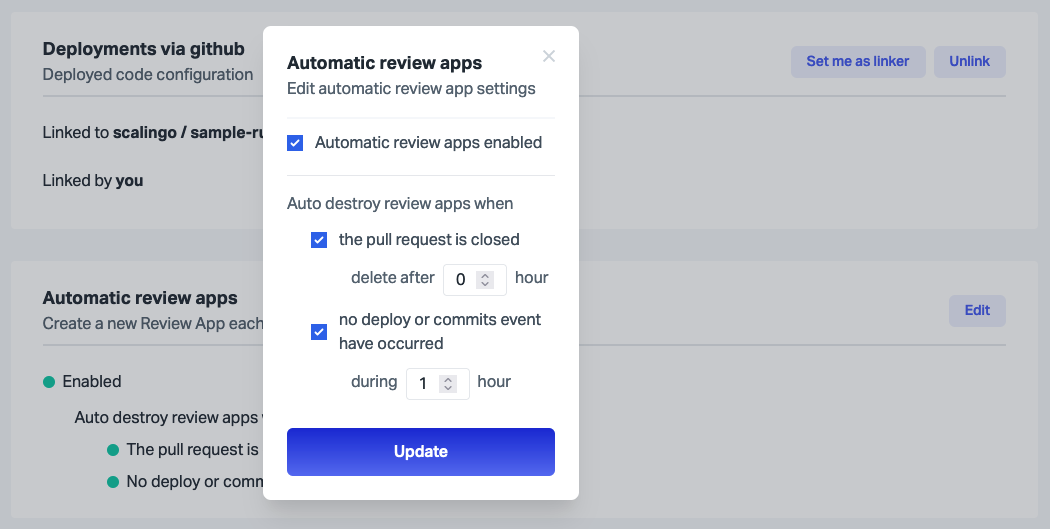 Deployments via github
Deployed code configuration
Set me as linker
Unlink
Linked to scalingo / sample-ru
Linked by you
Automatic review apps
Create a new Review App each
Edit
Enabled
Auto destroy review apps
The pull request is
No deploy or comm
Automatic review apps
Edit automatic review app settings
Automatic review apps enabled
Auto destroy review apps when
the pull request is closed
delete after 0 hour
no deploy or commits event
have occurred
during 1 hour
Update